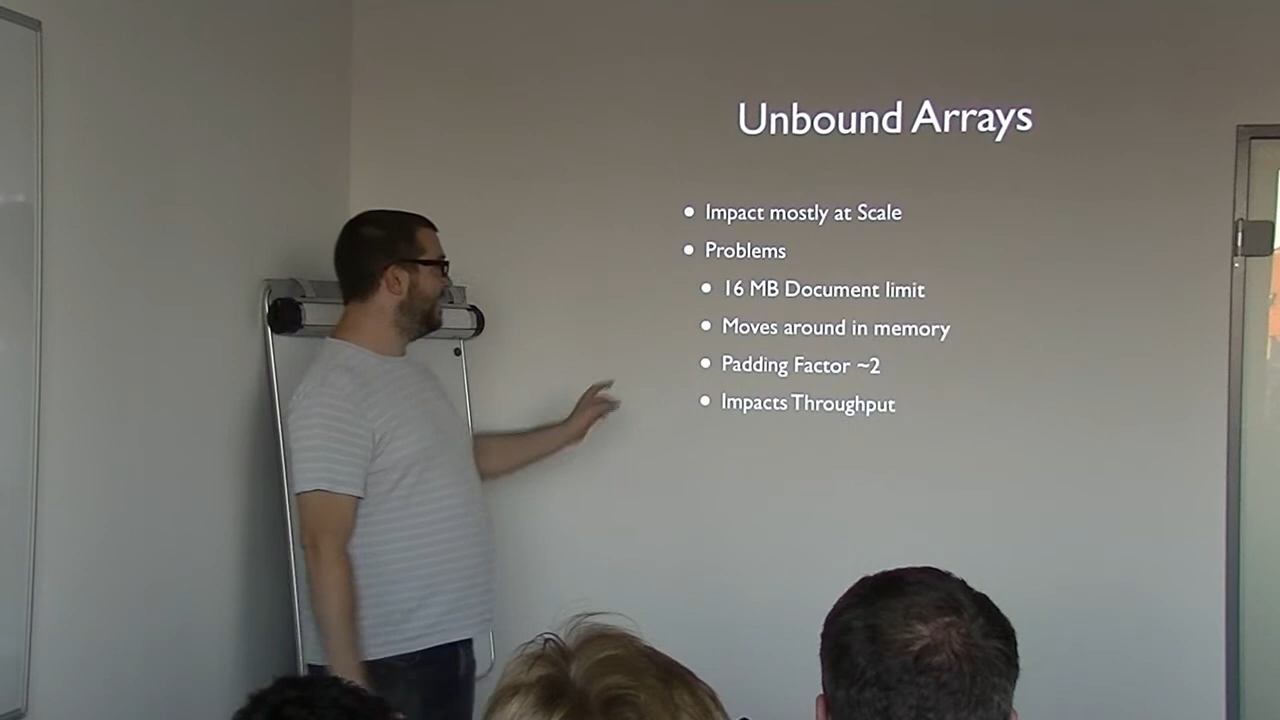 Unbound Arrays
Impact mostly at Scale
Problems
16 MB Document limit
Moves around in memory
Padding Factor ~2
Impacts Throughput